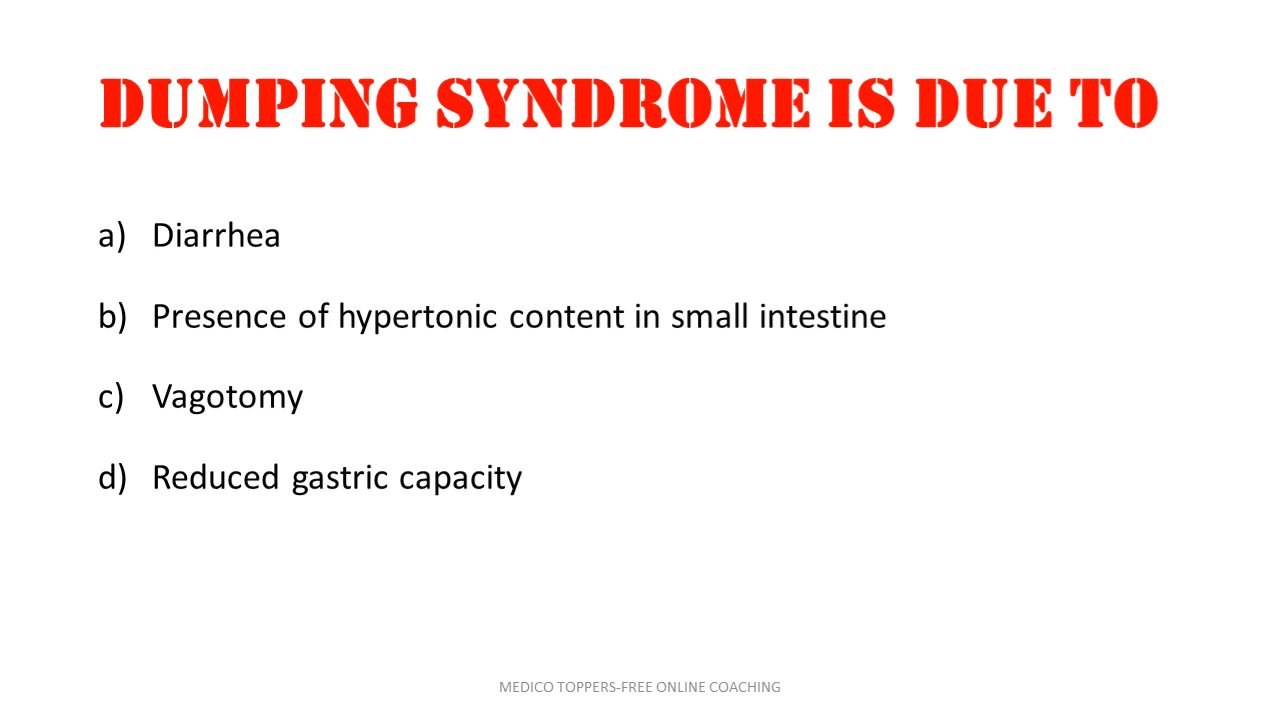 DUMPING SYNDROME IS DUE TO
a) Diarrhea
b) Presence of hypertonic content in small intestine
c) Vagotomy
d) Reduced gastric capacity
MEDICO TOPPERS-FREE ONLINE COACHING